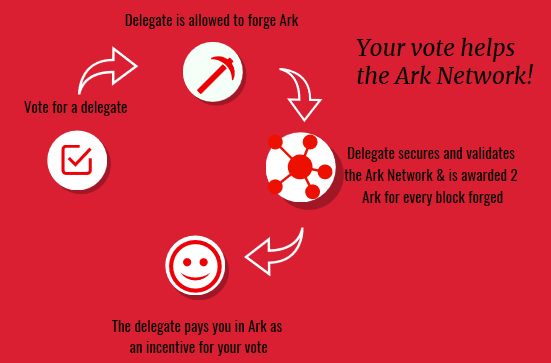 Delegate is allowed to forge Ark
Your vote helps
the Ark Network!
Vote for a delegate
Delegate secures and validates
the Ark Network & is awarded 2
Ark for every block forged
The delegate pays you in Ark as
an incentive for your vote